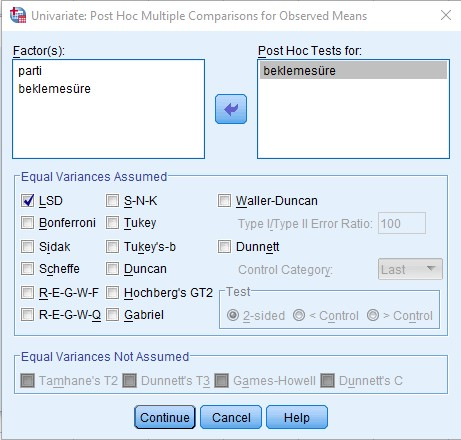 Univariate: Post Hoc Multiple Comparisons for Observed Means
Factor(s):
parti
beklemesüre
Post Hoc Tests for:
beklemesüre
Equal Variances Assumed
LSD S-N-K Waller-Duncan
Bonferroni Tukey Type I/Type II Error Ratio: 100
Sidak Tukey's-b Dunnett
Scheffe Duncan Control Category: Last
R-E-G-W-F Hochberg's GT2 Test
R-E-G-W-Q Gabriel 2-sided < Control > Control
Equal Variances Not Assumed
Tamhane's T2 Dunnett's T3 Games-Howell Dunnett's C
Continue Cancel Help